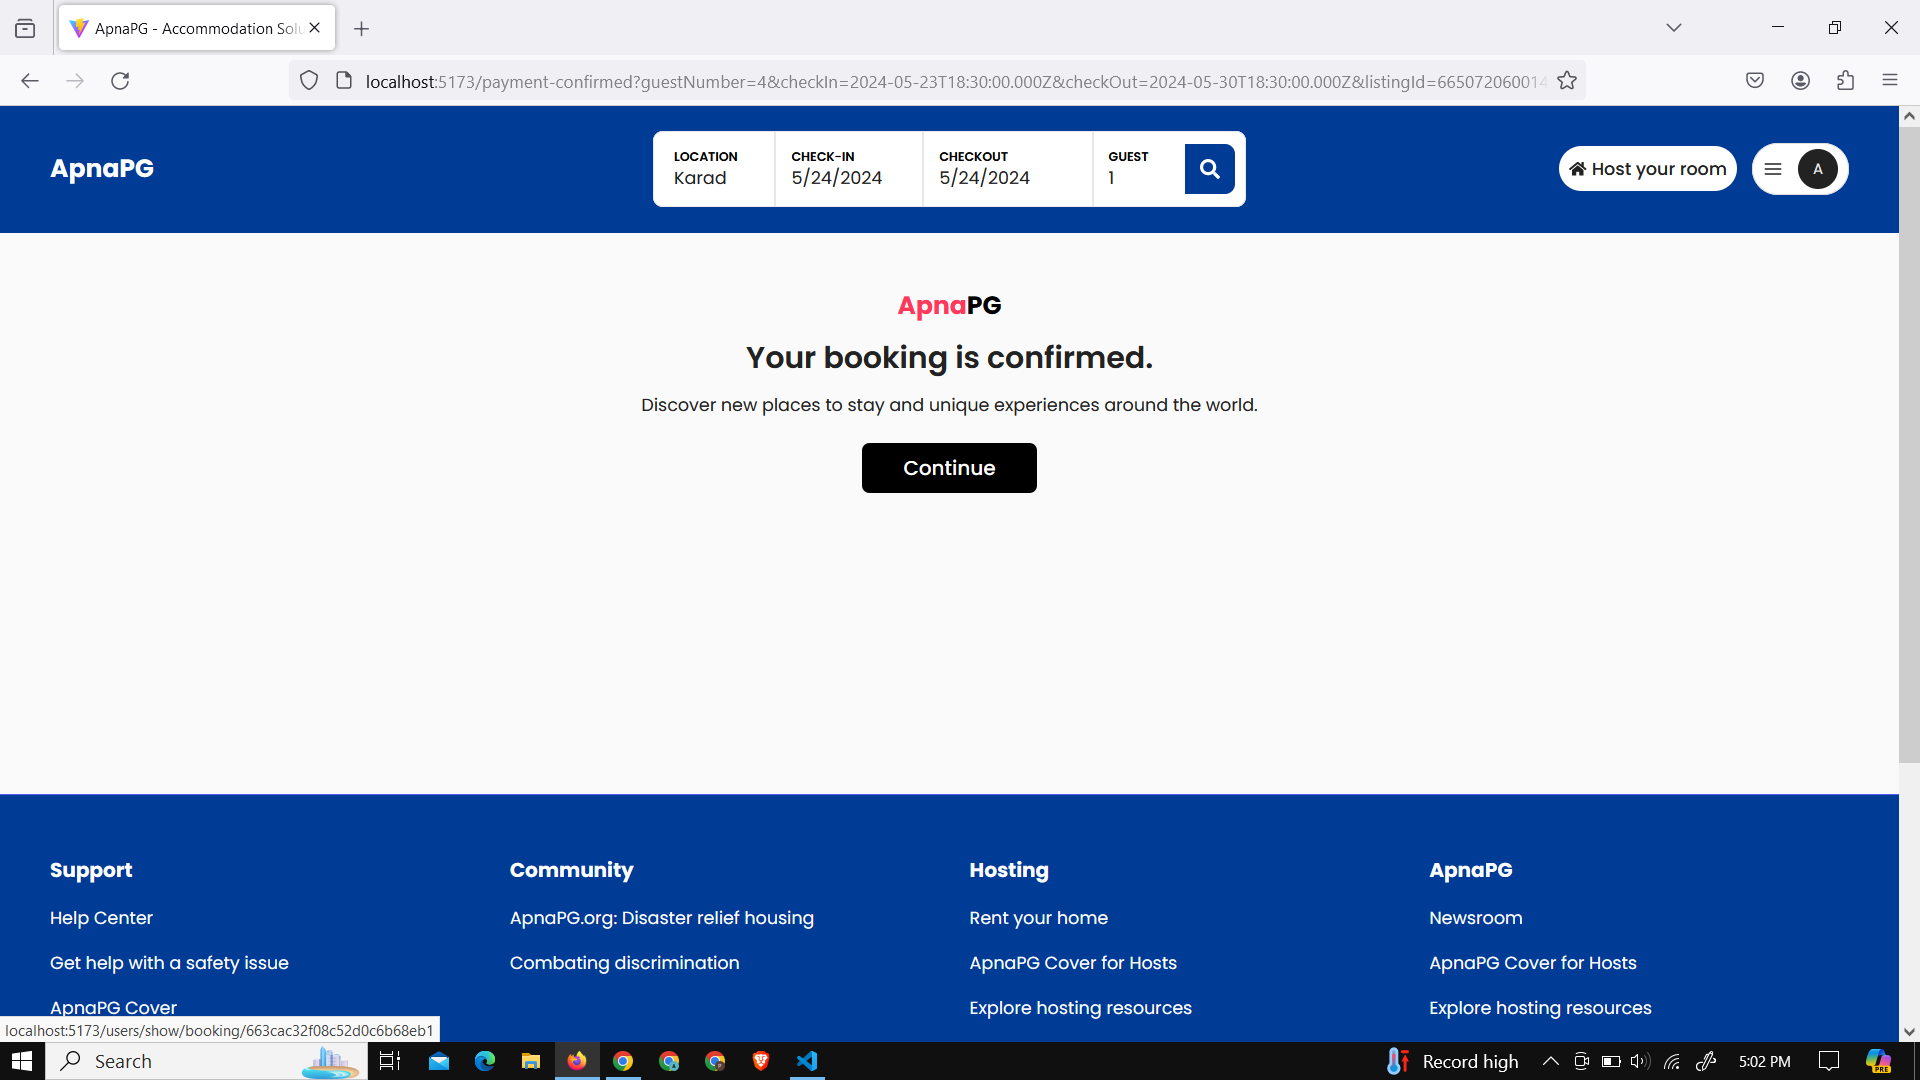 ApnaPG - Accommodation Solu
localhost:5173/payment-confirmed?guestNumber=4&checkIn=2024-05-23T18:30:00.000Z&checkOut=2024-05-30T18:30:00.000Z&listingId=665072060014
ApnaPG
LOCATION
Karad
CHECK-IN
5/24/2024
CHECKOUT
5/24/2024
GUEST
1
Host your room
A
ApnaPG
Your booking is confirmed.
Discover new places to stay and unique experiences around the world.
Continue
Support
Help Center
Get help with a safety issue
ApnaPG Cover
Community
ApnaPG.org: Disaster relief housing
Combating discrimination
Hosting
Rent your home
ApnaPG Cover for Hosts
Explore hosting resources
ApnaPG
Newsroom
ApnaPG Cover for Hosts
Explore hosting resources
localhost:5173/users/show/booking/663cac32f08c52d0c6b68eb1
Search
Record high
5:02 PM
PRE